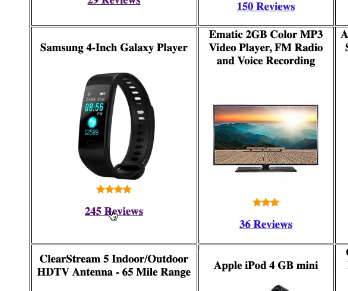 29 Reviews
150 Reviews
Samsung 4-Inch Galaxy Player
08:56
12569
245 Reviews
Ematic 2GB Color MP3
Video Player, FM Radio
and Voice Recording
36 Reviews
ClearStream 5 Indoor/Outdoor
HDTV Antenna - 65 Mile Range
Apple iPod 4 GB mini